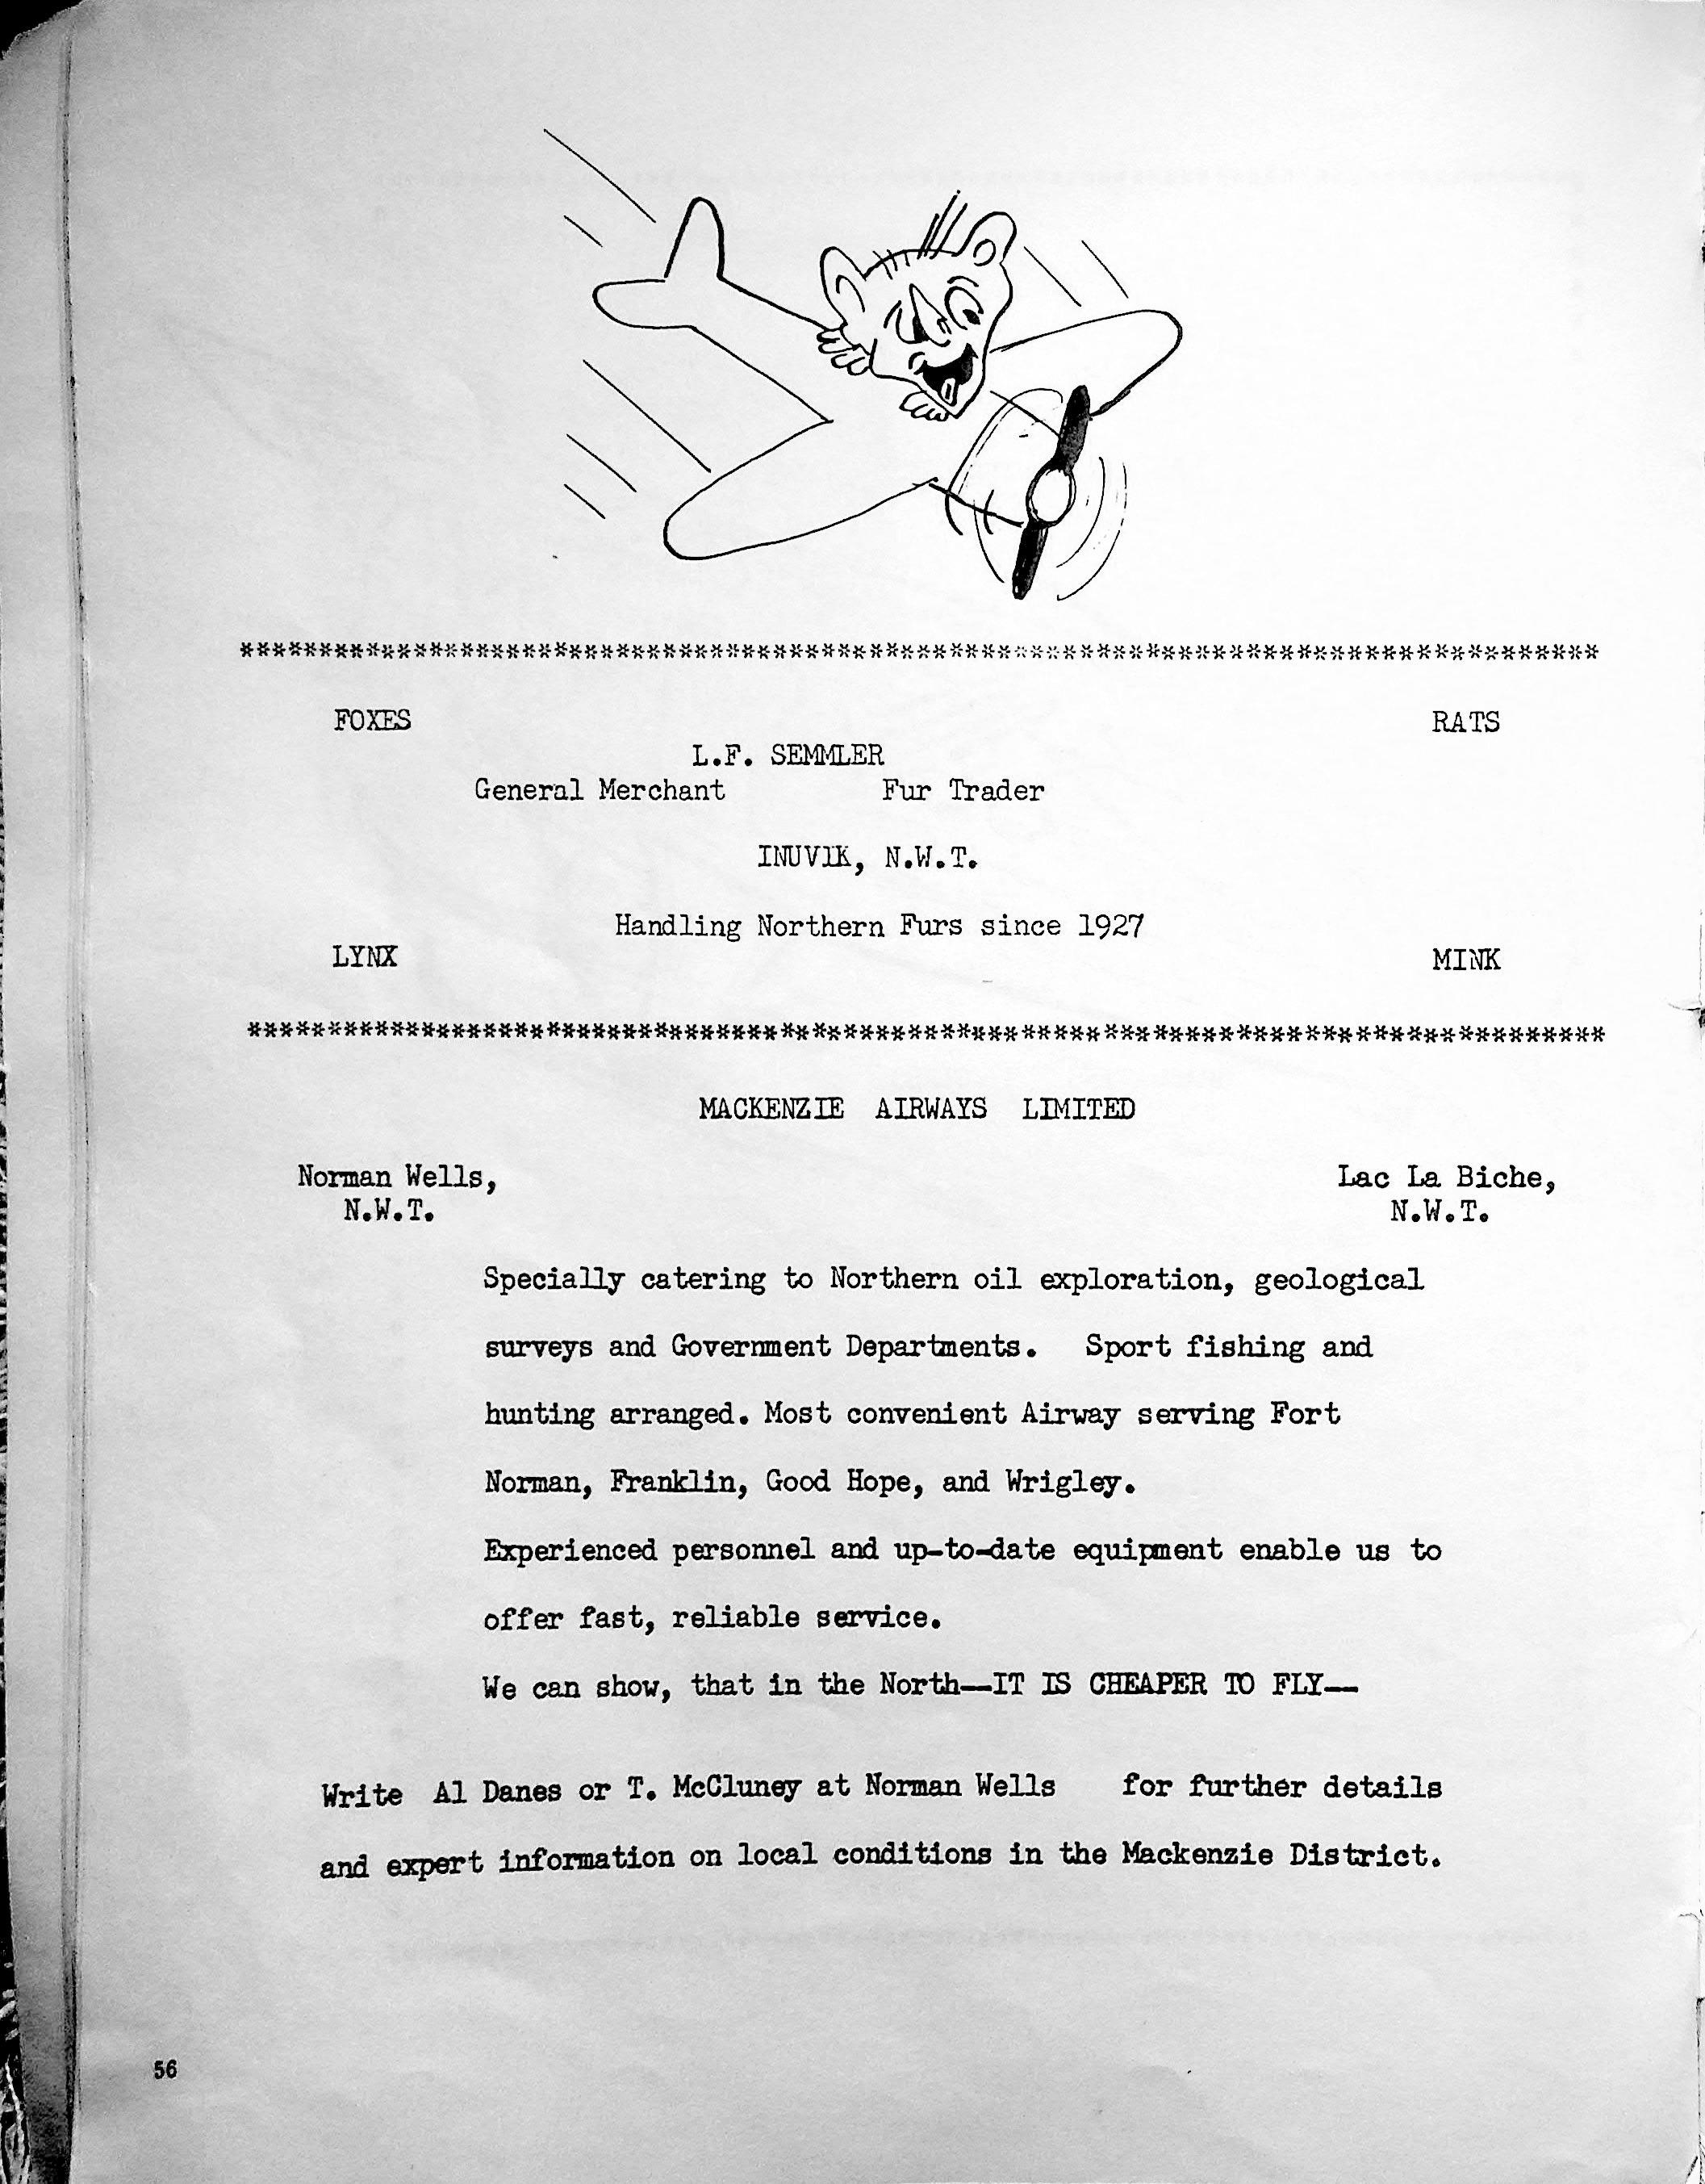 ************************************************************************************
FOXES RATS
L.F. SEMMLER
General Merchant Fur Trader
INUVIK, N.W.T.
Handling Northern Furs since 1927
LYNX MINK
************************************************************************************
MACKENZIE AIRWAYS LIMITED
Norman Wells, Lac La Biche,
N.W.T. N.W.T.
Specially catering to Northern oil exploration, geological
surveys and Government Departments. Sport fishing and
hunting arranged. Most convenient Airway serving Fort
Norman, Franklin, Good Hope, and Wrigley.
Experienced personnel and up-to-date equipment enable us to
offer fast, reliable service.
We can show, that in the North—IT IS CHEAPER TO FLY—
Write Al Danes or T. McCluney at Norman Wells for further details
and expert information on local conditions in the Mackenzie District.
56